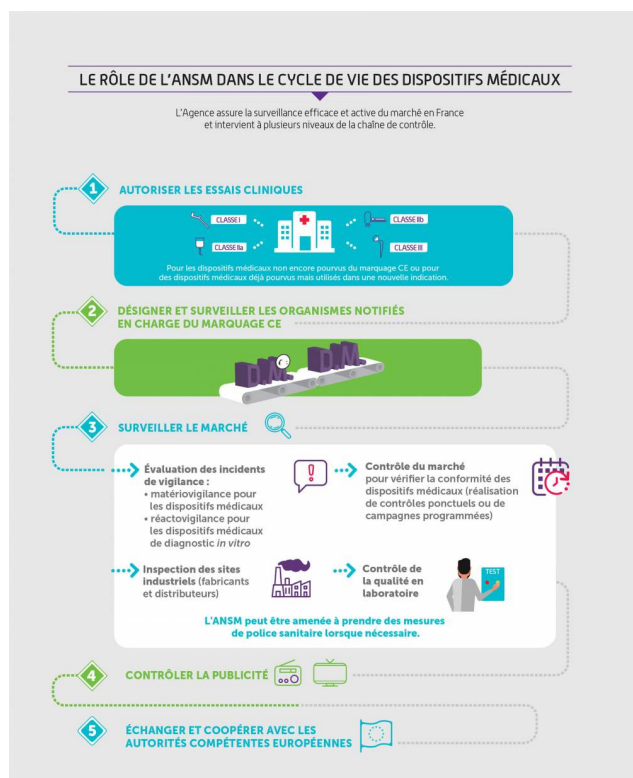 LE RÔLE DE L'ANSM DANS LE CYCLE DE VIE DES DISPOSITIFS MÉDICAUX
L'Agence assure la surveillance efficace et active du marché en France
et intervient à plusieurs niveaux de la chaîne de contrôle.
1
AUTORISER LES ESSAIS CLINIQUES
CLASSE I
CLASSE IIb
CLASSE IIa
CLASSE III
Pour les dispositifs médicaux non encore pourvus du marquage CE ou pour
des dispositifs médicaux déjà pourvus mais utilisés dans une nouvelle indication.
2
DÉSIGNER ET SURVEILLER LES ORGANISMES NOTIFIÉS
EN CHARGE DU MARQUAGE CE
D.M. D.M.
3
SURVEILLER LE MARCHÉ
Évaluation des incidents
de vigilance :
• matériovigilance pour
les dispositifs médicaux
• réactovigilance pour
les dispositifs médicaux
de diagnostic in vitro
Contrôle du marché
pour vérifier la conformité des
dispositifs médicaux (réalisation
de contrôles ponctuels ou de
campagnes programmées)
Inspection des sites
industriels (fabricants
et distributeurs)
Contrôle de
la qualité en
laboratoire
TEST
L'ANSM peut être amenée à prendre des mesures
de police sanitaire lorsque nécessaire.
4
CONTRÔLER LA PUBLICITÉ
5
ÉCHANGER ET COOPÉRER AVEC LES
AUTORITÉS COMPÉTENTES EUROPÉENNES